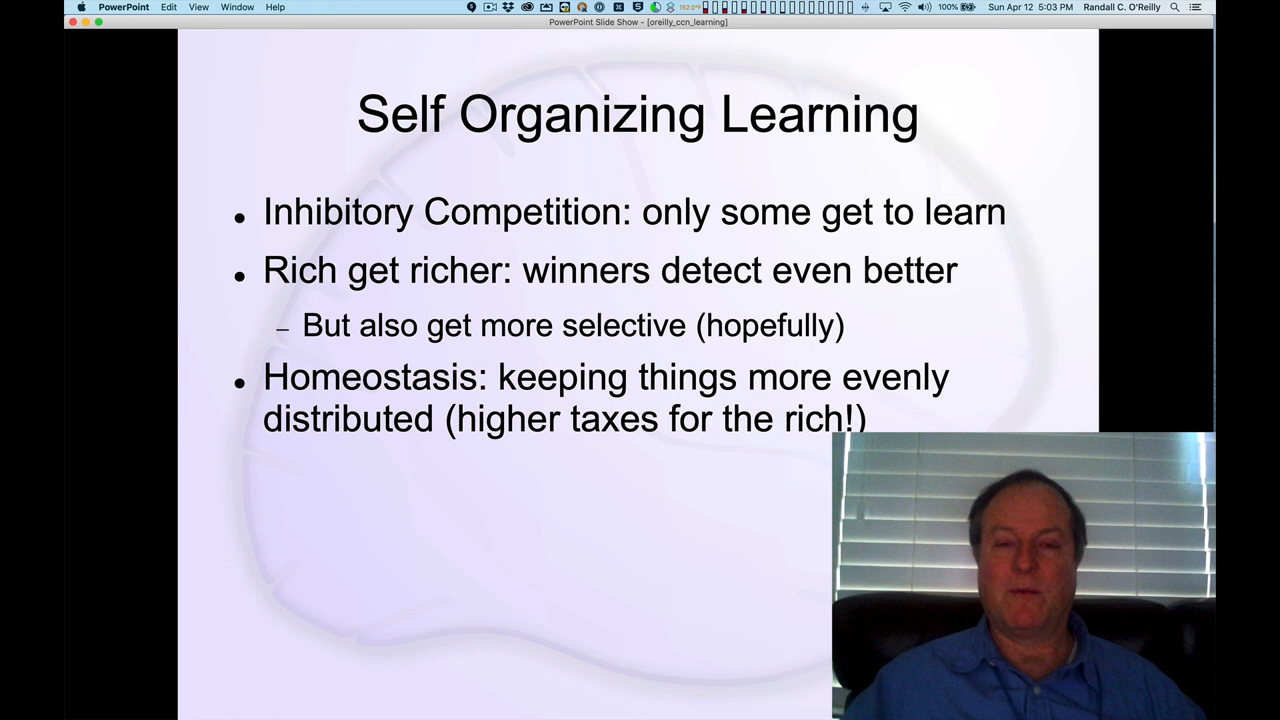 PowerPoint Edit View Window Help 152.0°F 100% Sun Apr 12 5:03 PM Randall C. O'Reilly
PowerPoint Slide Show - [oreilly_ccn_learning]
Self Organizing Learning
• Inhibitory Competition: only some get to learn
• Rich get richer: winners detect even better
– But also get more selective (hopefully)
• Homeostasis: keeping things more evenly
distributed (higher taxes for the rich!)